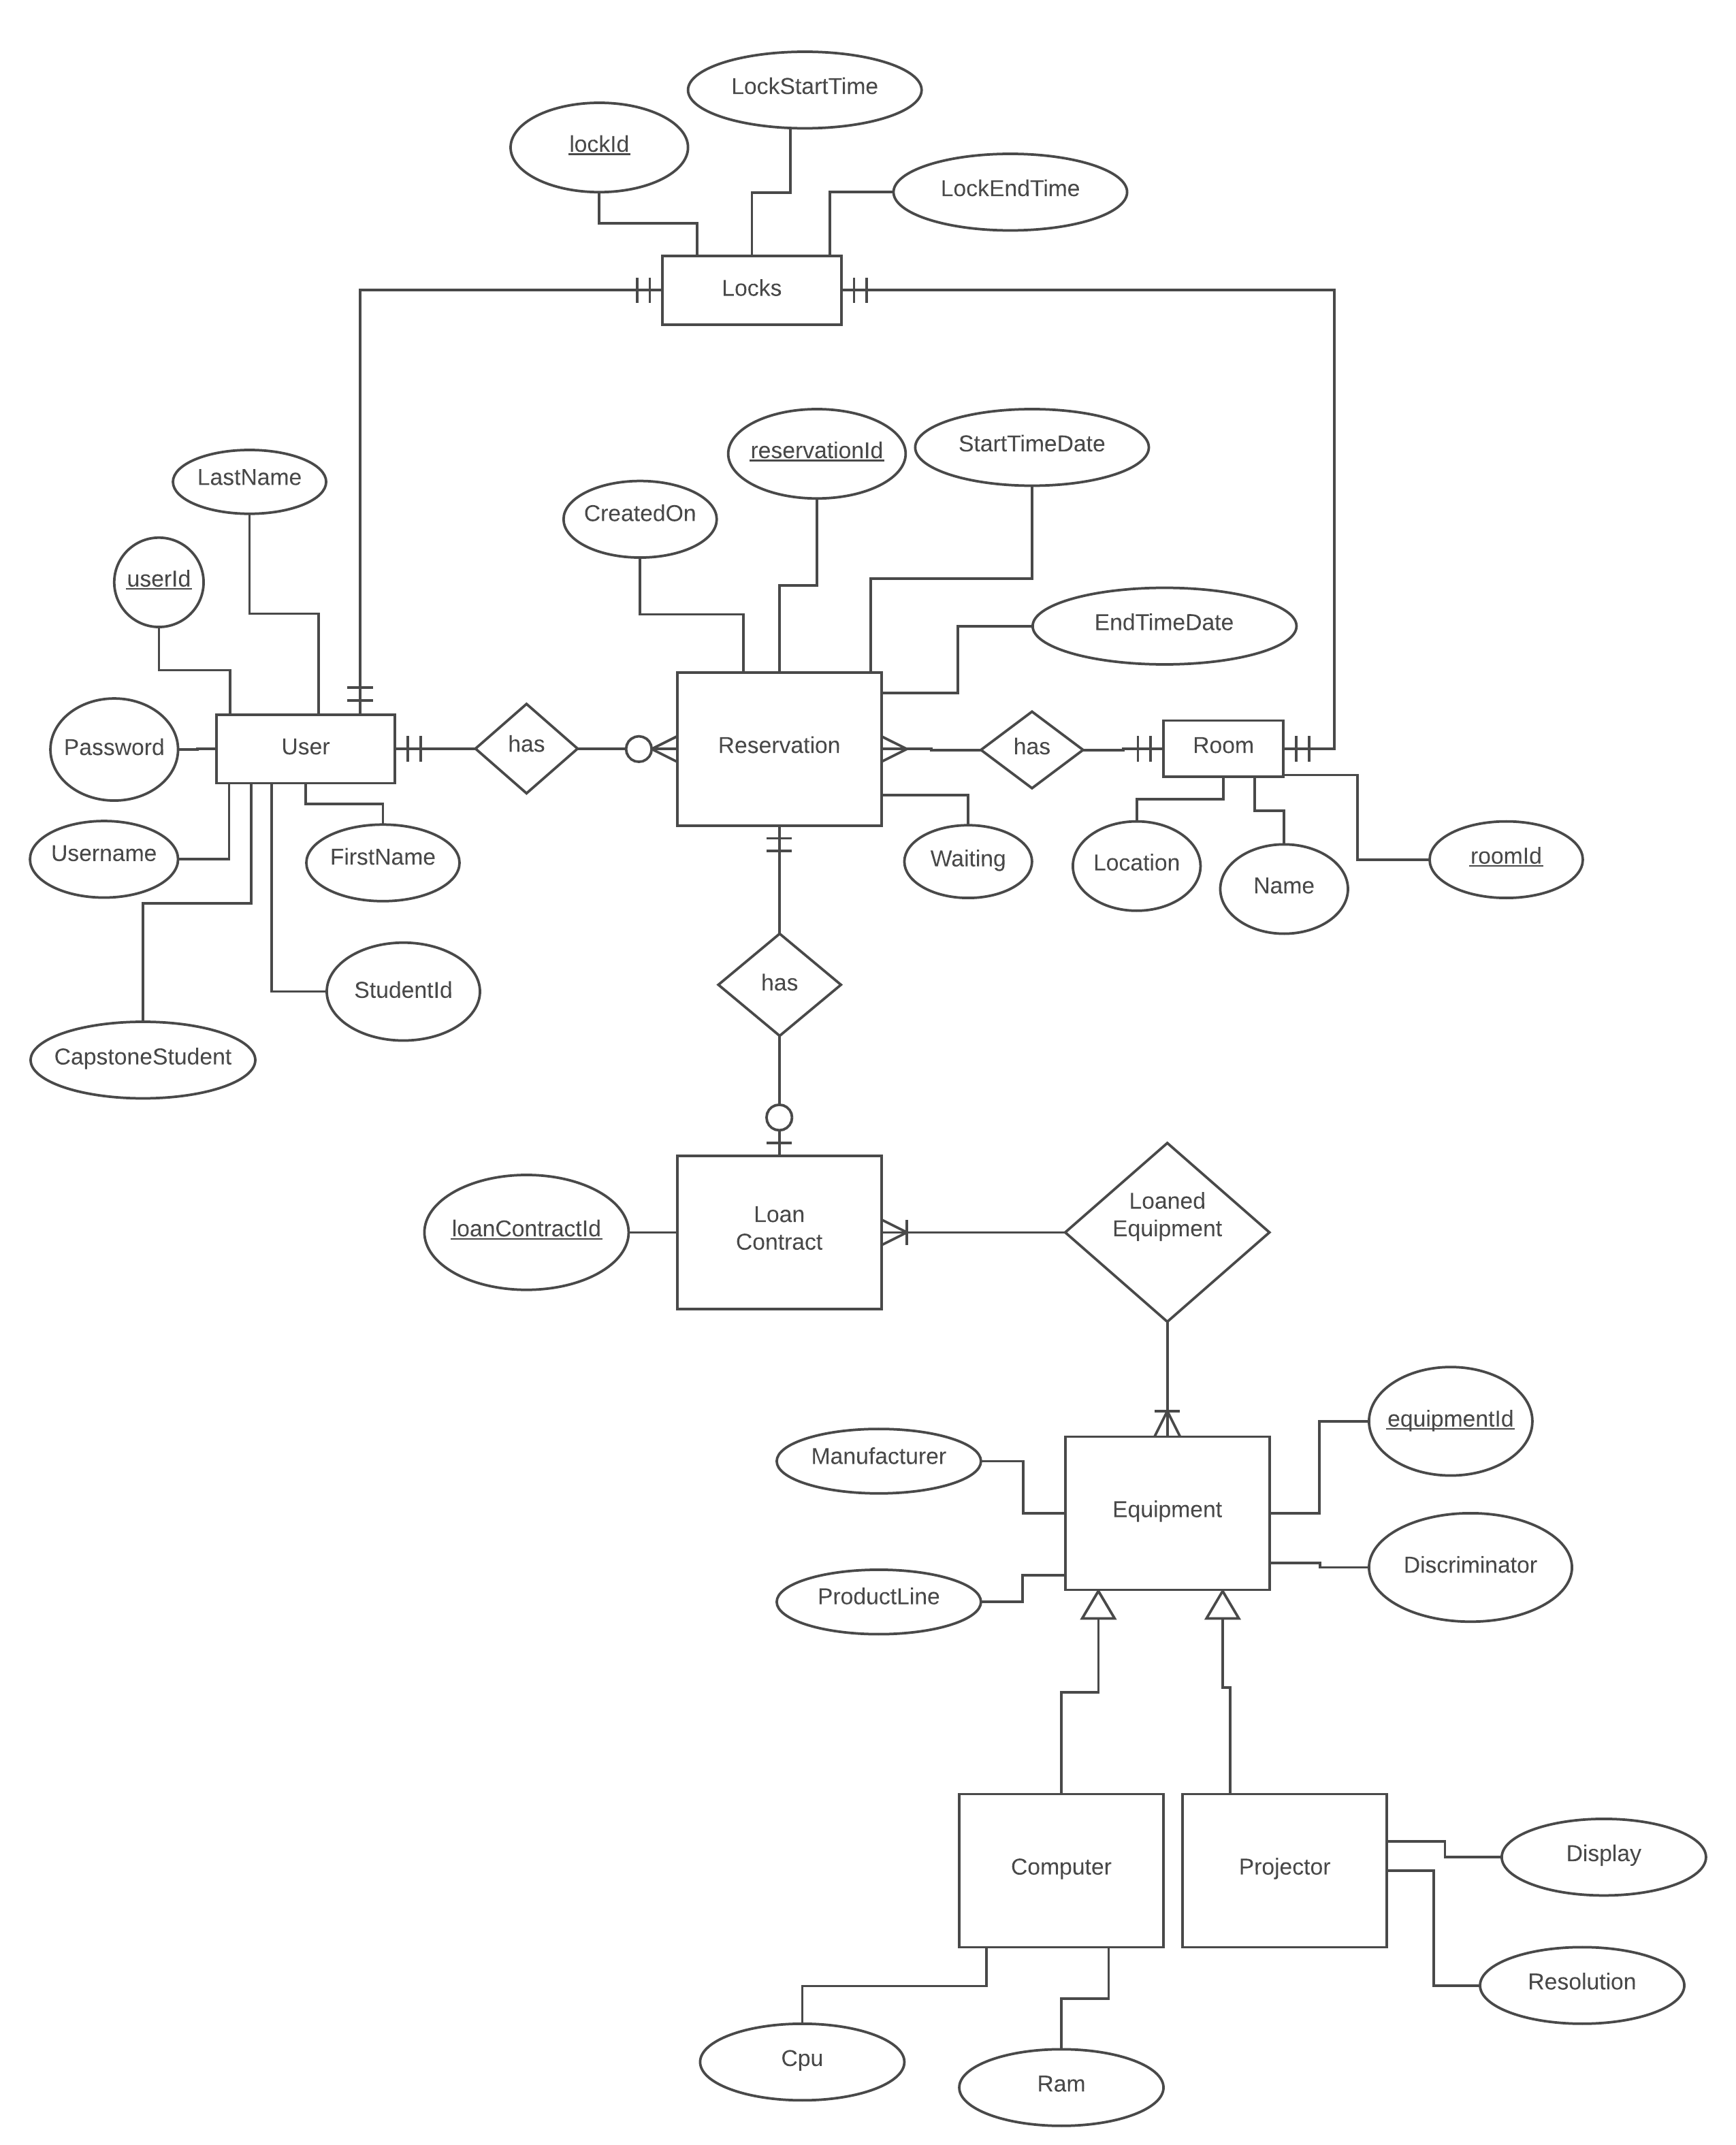 LockStartTime
lockId
LockEndTime
Locks
reservationId
StartTimeDate
LastName
CreatedOn
userId
EndTimeDate
Password
User
has
Reservation
has
Room
Username
FirstName
Waiting
Location
Name
roomId
StudentId
has
CapstoneStudent
Loan
Contract
loanContractId
Loaned
Equipment
Manufacturer
equipmentId
Equipment
Discriminator
ProductLine
Computer
Projector
Display
Resolution
Cpu
Ram